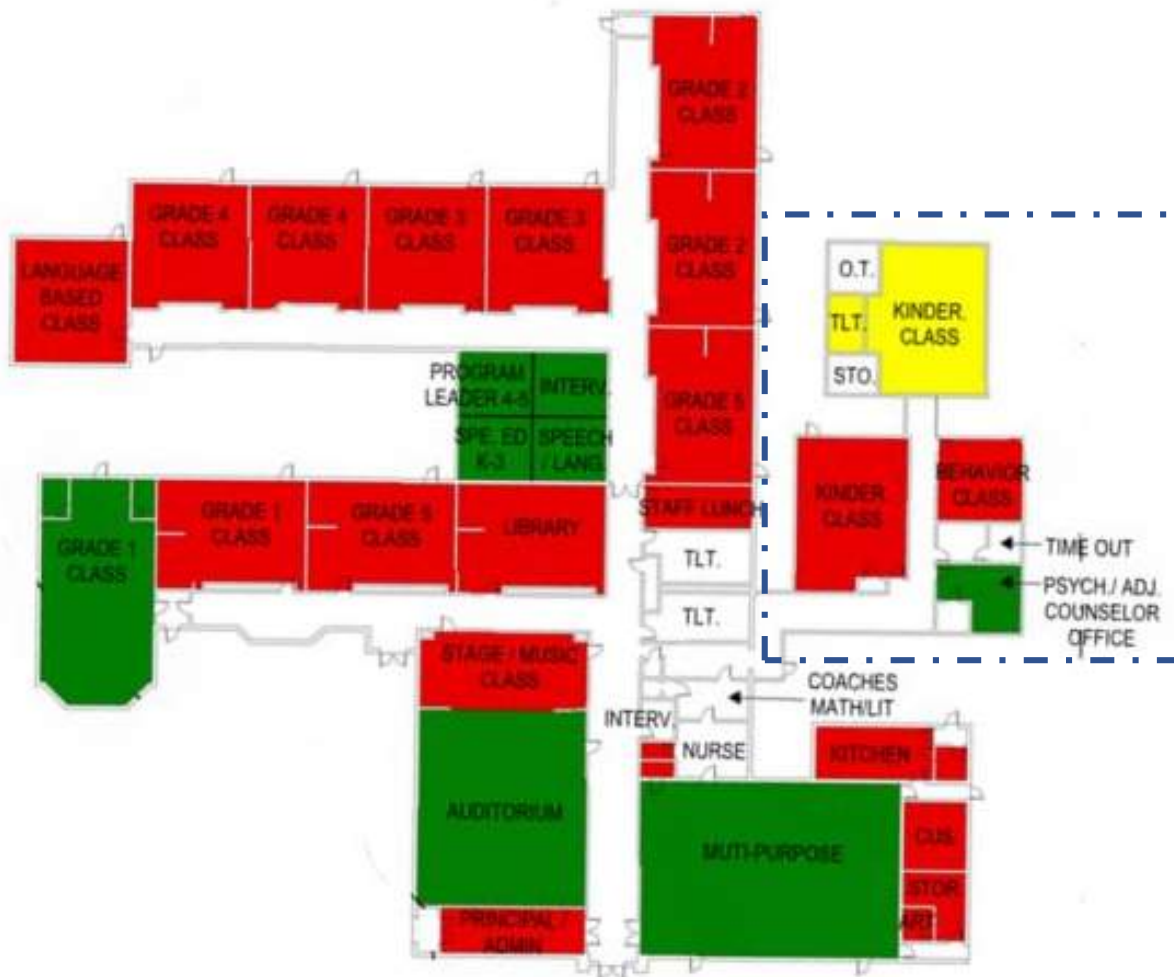 GRADE 2
CLASS
GRADE 4
CLASS
GRADE 4
CLASS
GRADE 3
CLASS
GRADE 3
CLASS
GRADE 2
CLASS
LANGUAGE
BASED
CLASS
O.T.
TLT.
KINDER.
CLASS
STO.
PROGRAM
LEADER 4-5
INTERV.
GRADE 5
CLASS
SPE. ED
K-3
SPEECH
/ LANG.
GRADE 1
CLASS
GRADE 1
CLASS
GRADE 5
CLASS
LIBRARY
STAFF LUNCH
KINDER
CLASS
BEHAVIOR
CLASS
TLT.
TIME OUT
TLT.
PSYCH./ ADJ.
COUNSELOR
OFFICE
STAGE / MUSIC
CLASS
COACHES
MATH/LIT
INTERV.
NURSE
KITCHEN
AUDITORIUM
MUTI-PURPOSE
CUS.
STOR
ART
PRINCIPAL /
ADMIN